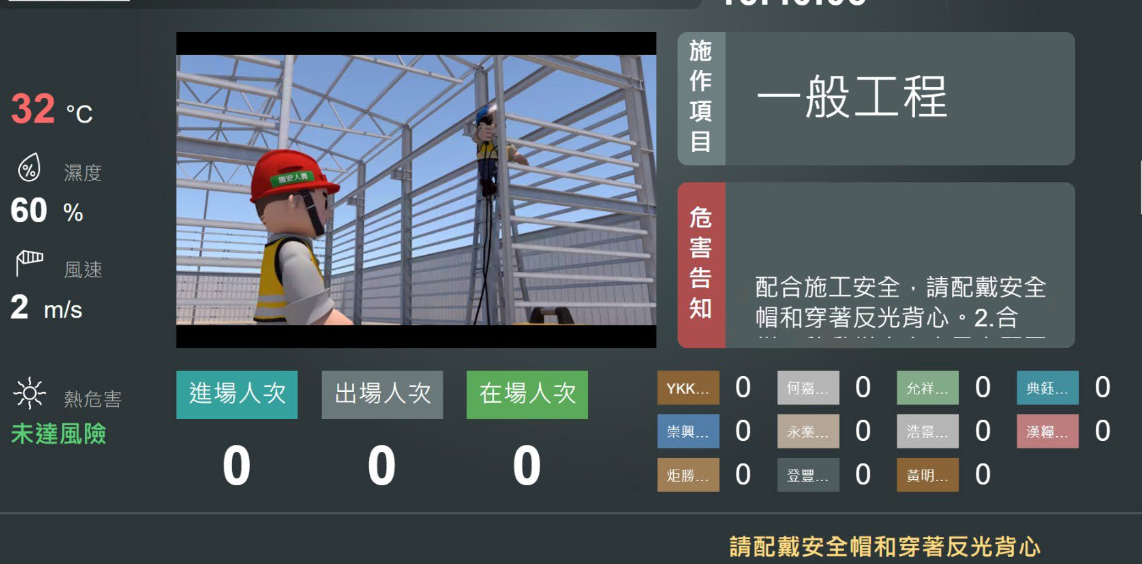 32 °C
濕度
60 %
風速
2 m/s
熱危害
未達風險
職安人員
施作項目
一般工程
危害告知
配合施工安全，請配戴安全
帽和穿著反光背心。2.合
進場人次 出場人次 在場人次
0 0 0
YKK... 0 何嘉... 0 允祥... 0 典鈺... 0
崇興... 0 永業... 0 浩景... 0 漢糧... 0
炬勝... 0 登豐... 0 黃明... 0
請配戴安全帽和穿著反光背心